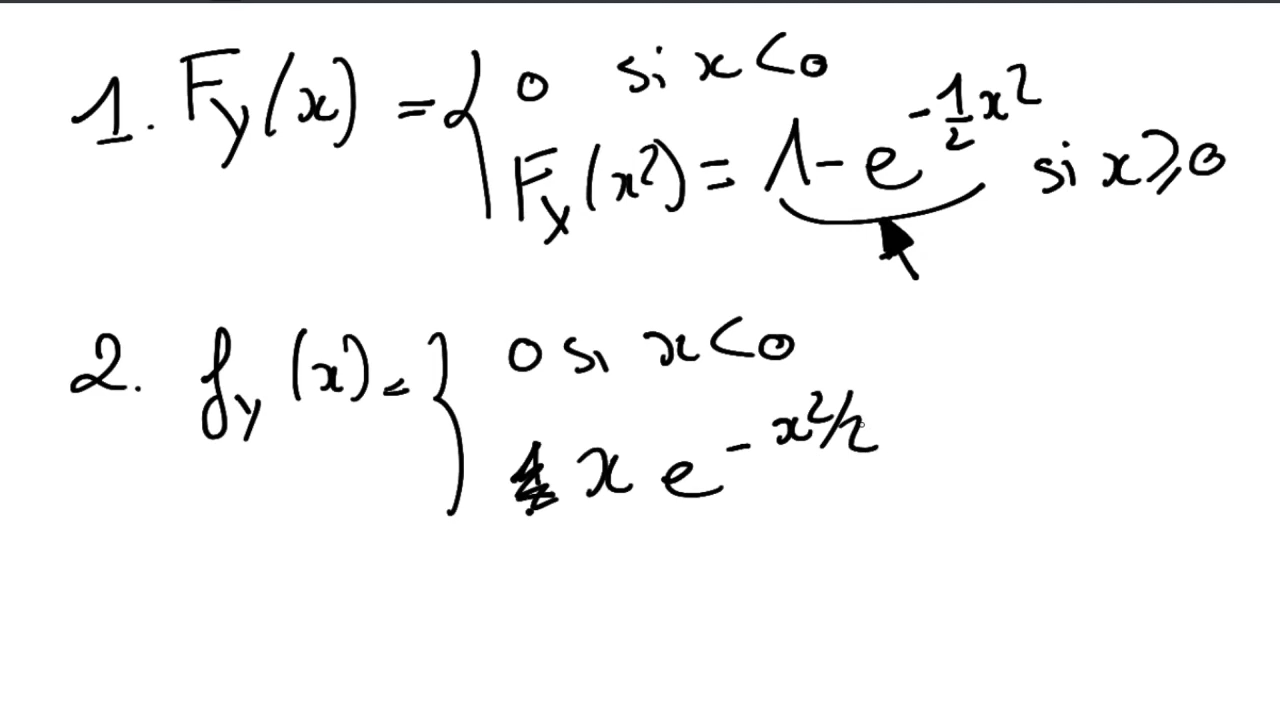 1. F_Y(x) = { 0 si x < 0
F_X(x²) = 1 - e^{-\frac{1}{2}x²} si x ⩾ 0
2. f_Y(x) = { 0 si x < 0
x e^{-x²/2}